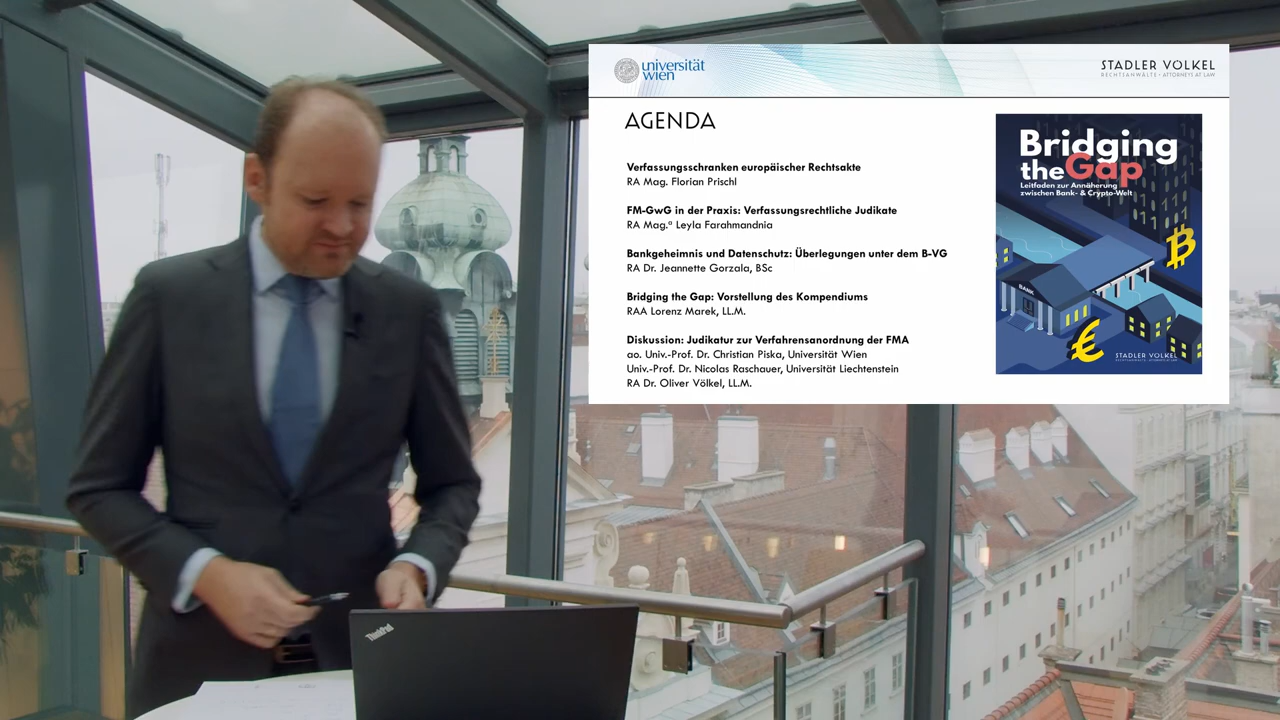 universität
wien
STADLER VÖLKEL
RECHTSANWÄLTE • ATTORNEYS AT LAW
AGENDA
Verfassungsschranken europäischer Rechtsakte
RA Mag. Florian Prischl
FM-GwG in der Praxis: Verfassungsrechtliche Judikate
RA Mag.ª Leyla Farahmandnia
Bankgeheimnis und Datenschutz: Überlegungen unter dem B-VG
RA Dr. Jeannette Gorzala, BSc
Bridging the Gap: Vorstellung des Kompendiums
RAA Lorenz Marek, LL.M.
Diskussion: Judikatur zur Verfahrensanordnung der FMA
ao. Univ.-Prof. Dr. Christian Piska, Universität Wien
Univ.-Prof. Dr. Nicolas Raschauer, Universität Liechtenstein
RA Dr. Oliver Völkel, LL.M.
Bridging
the Gap
Leitfaden zur Annäherung
zwischen Bank- & Crypto-Welt
BANK
STADLER VÖLKEL
ThinkPad